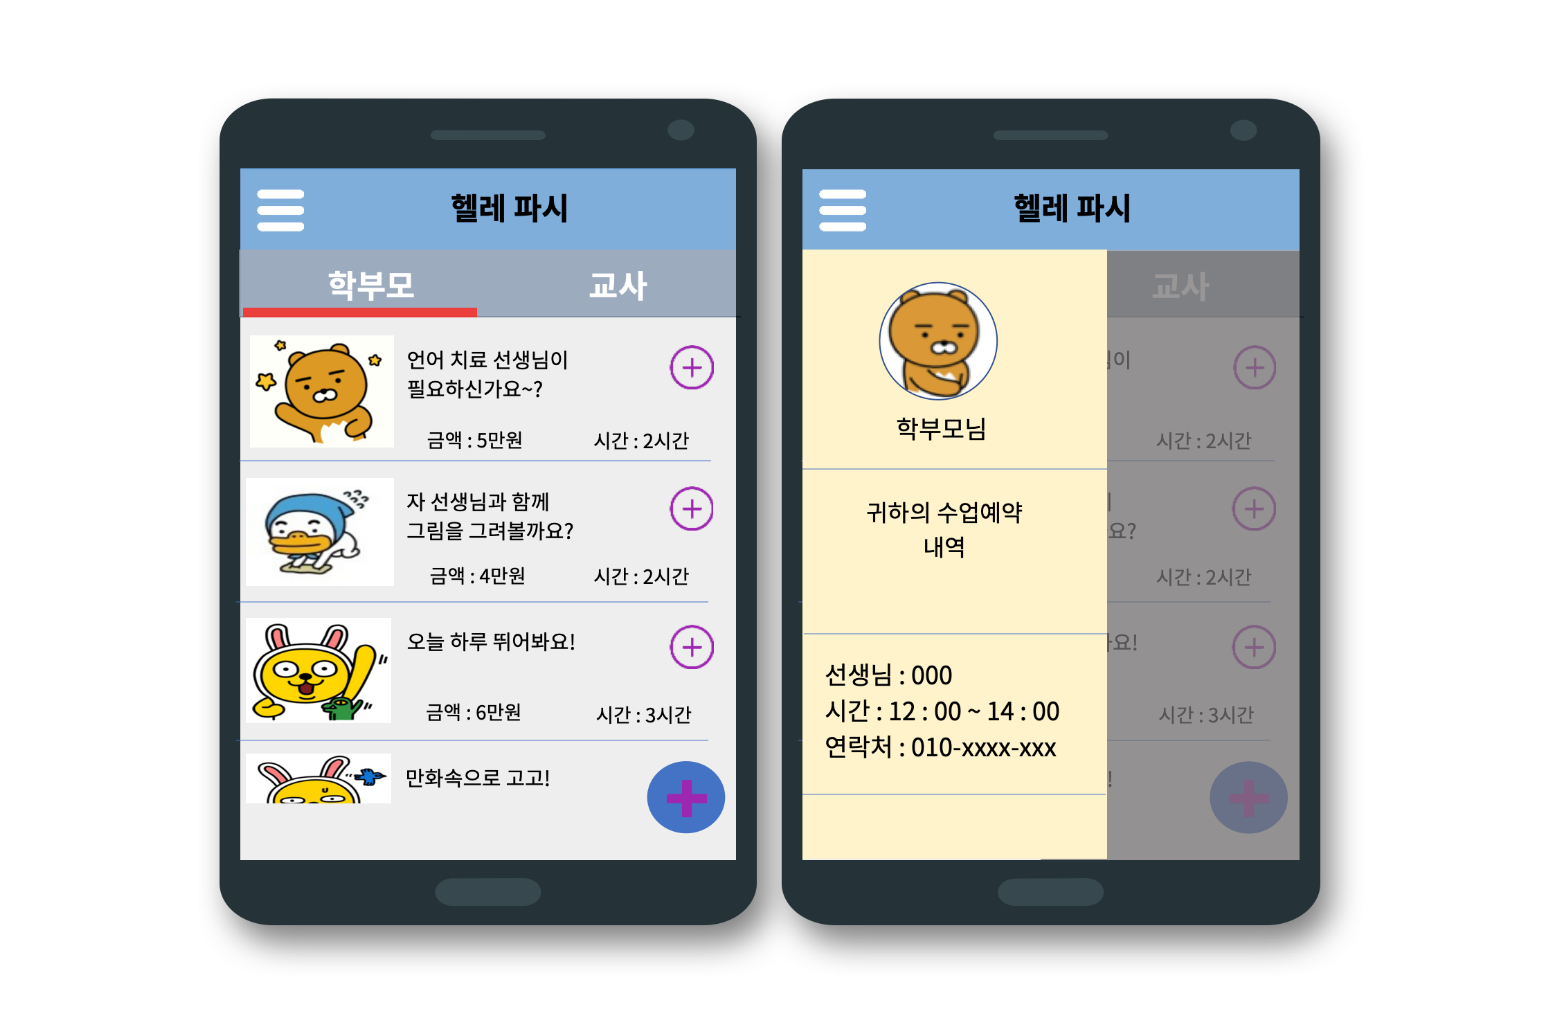 헬레 파시
학부모 교사
언어 치료 선생님이
필요하신가요~?
금액 : 5만원 시간 : 2시간
자 선생님과 함께
그림을 그려볼까요?
금액 : 4만원 시간 : 2시간
오늘 하루 뛰어봐요!
금액 : 6만원 시간 : 3시간
만화속으로 고고!
헬레 파시
교사
학부모님
귀하의 수업예약
내역
선생님 : 000
시간 : 12 : 00 ~ 14 : 00
연락처 : 010-xxxx-xxx
이
시간 : 2시간
요?
시간 : 2시간
요!
시간 : 3시간
!